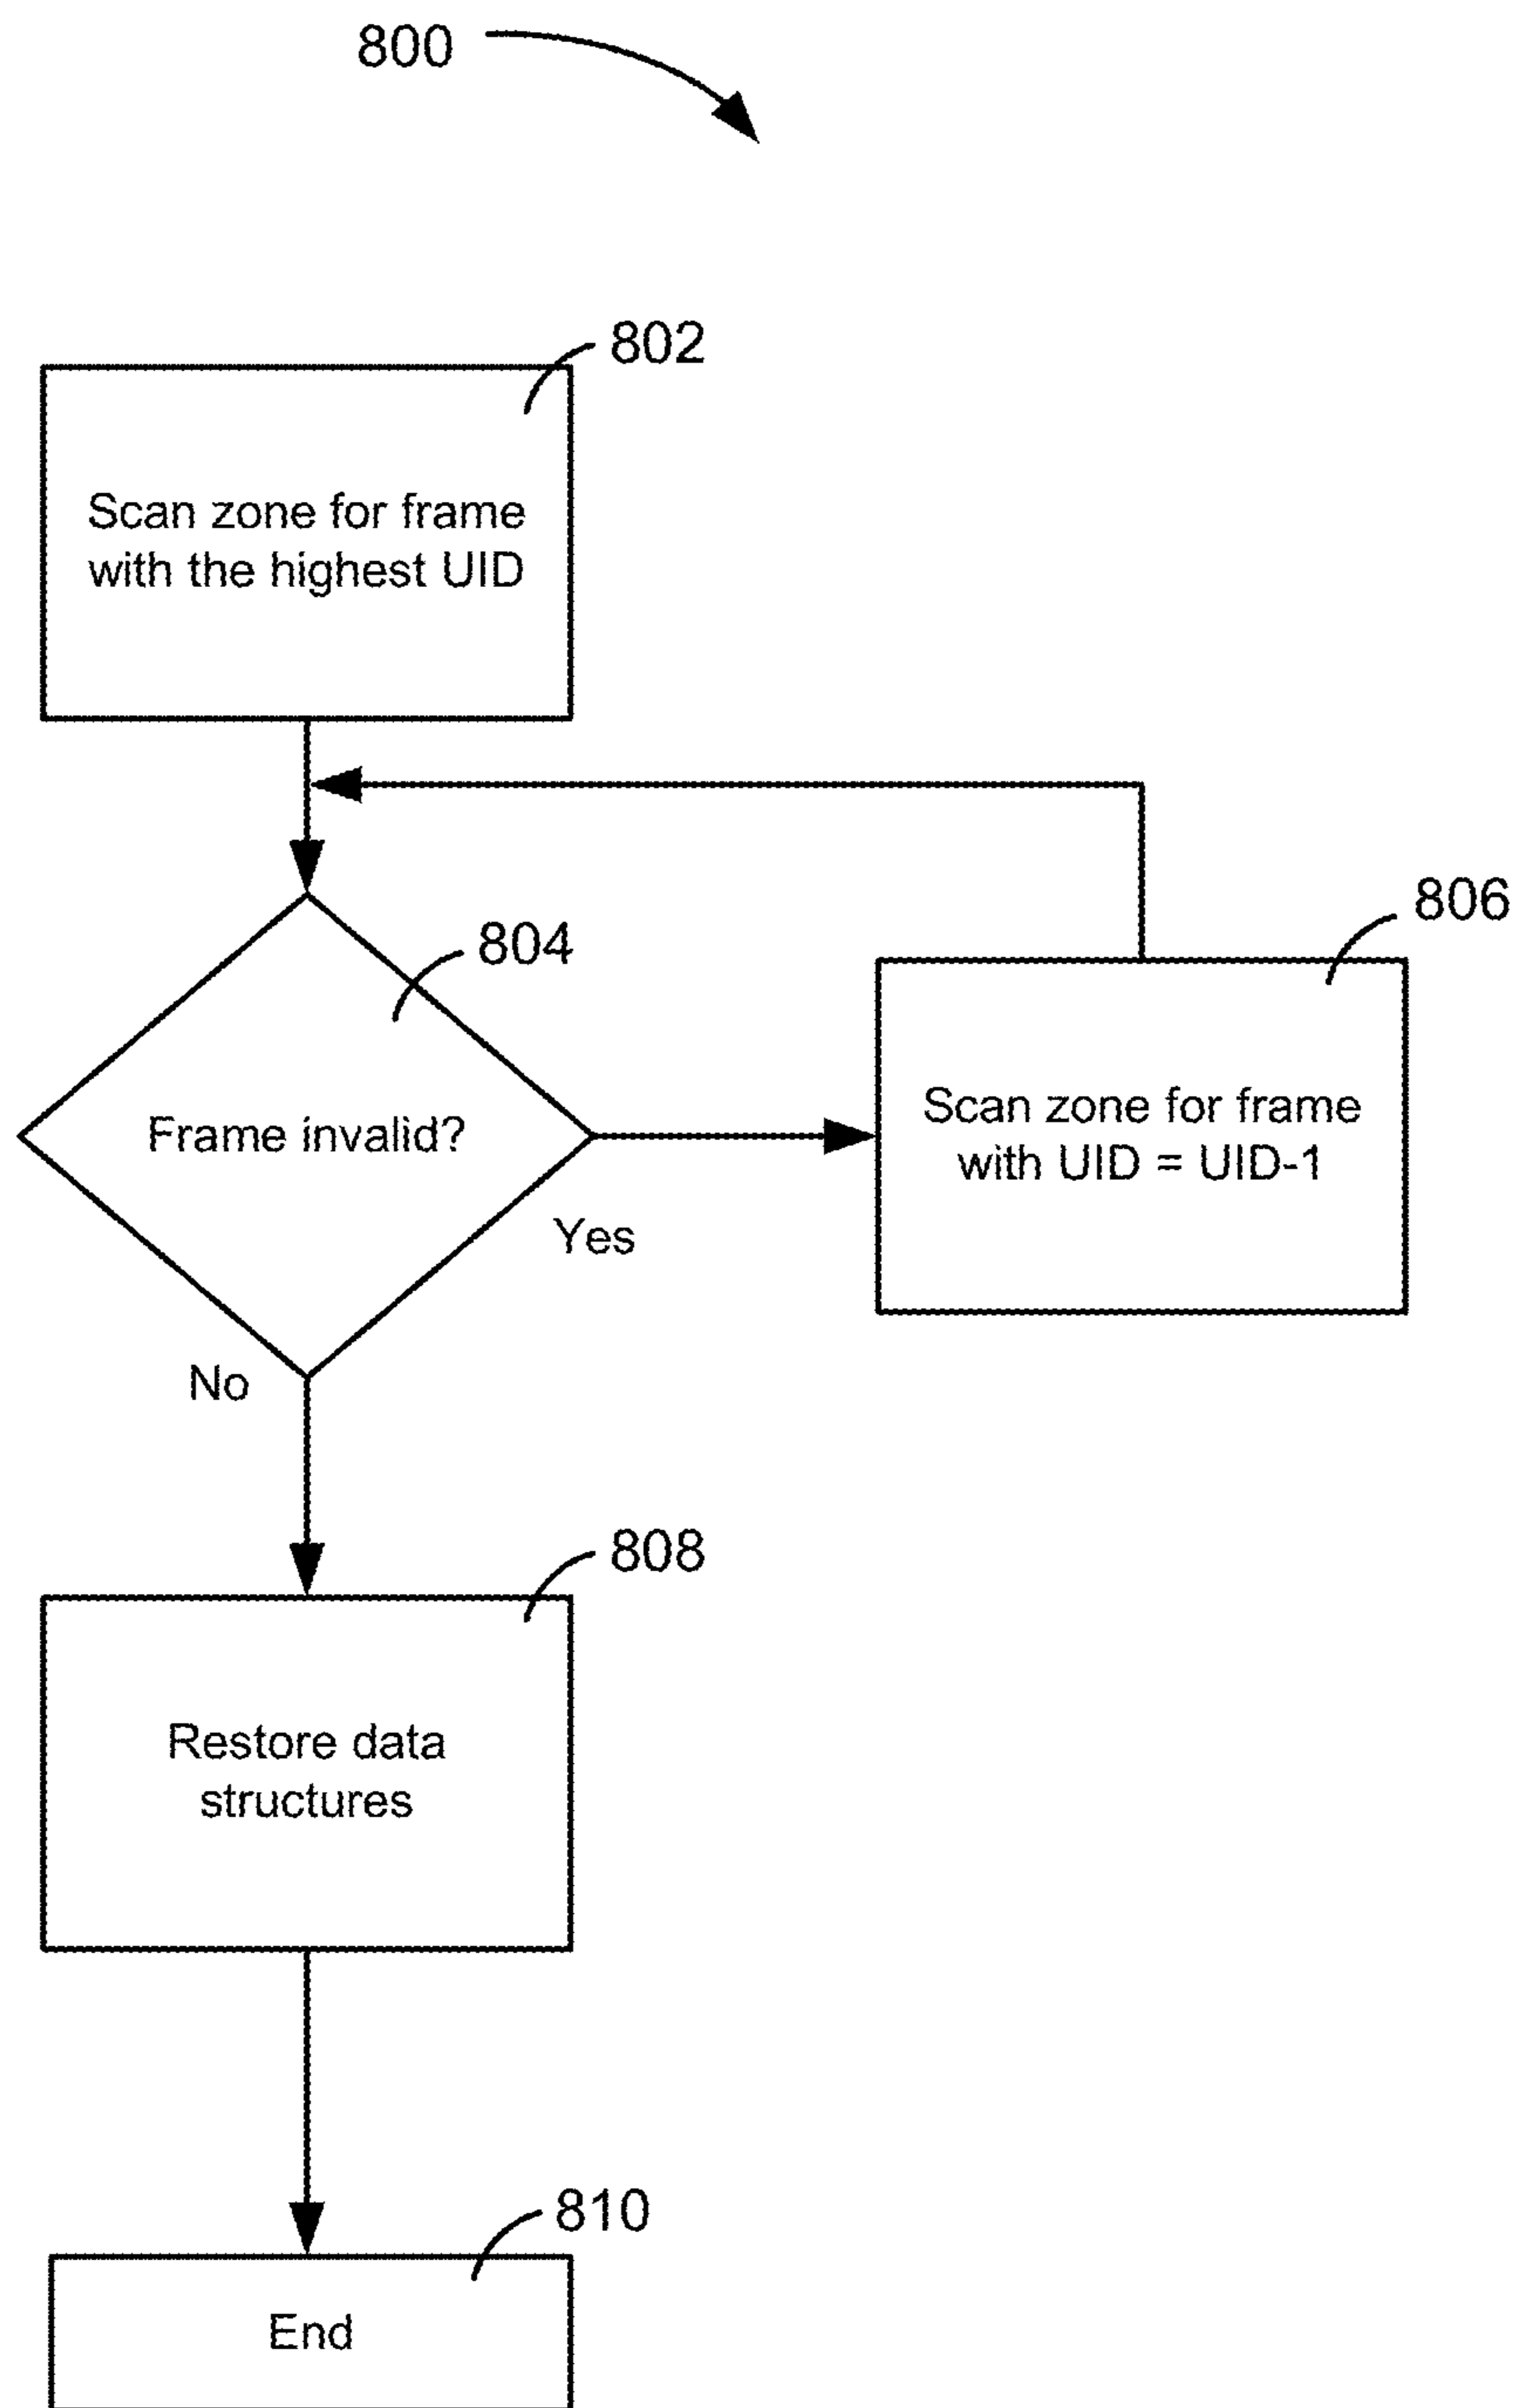 800
802
Scan zone for frame
with the highest UID
804
Frame invalid?
Yes
No
806
Scan zone for frame
with UID = UID-1
808
Restore data
structures
810
End